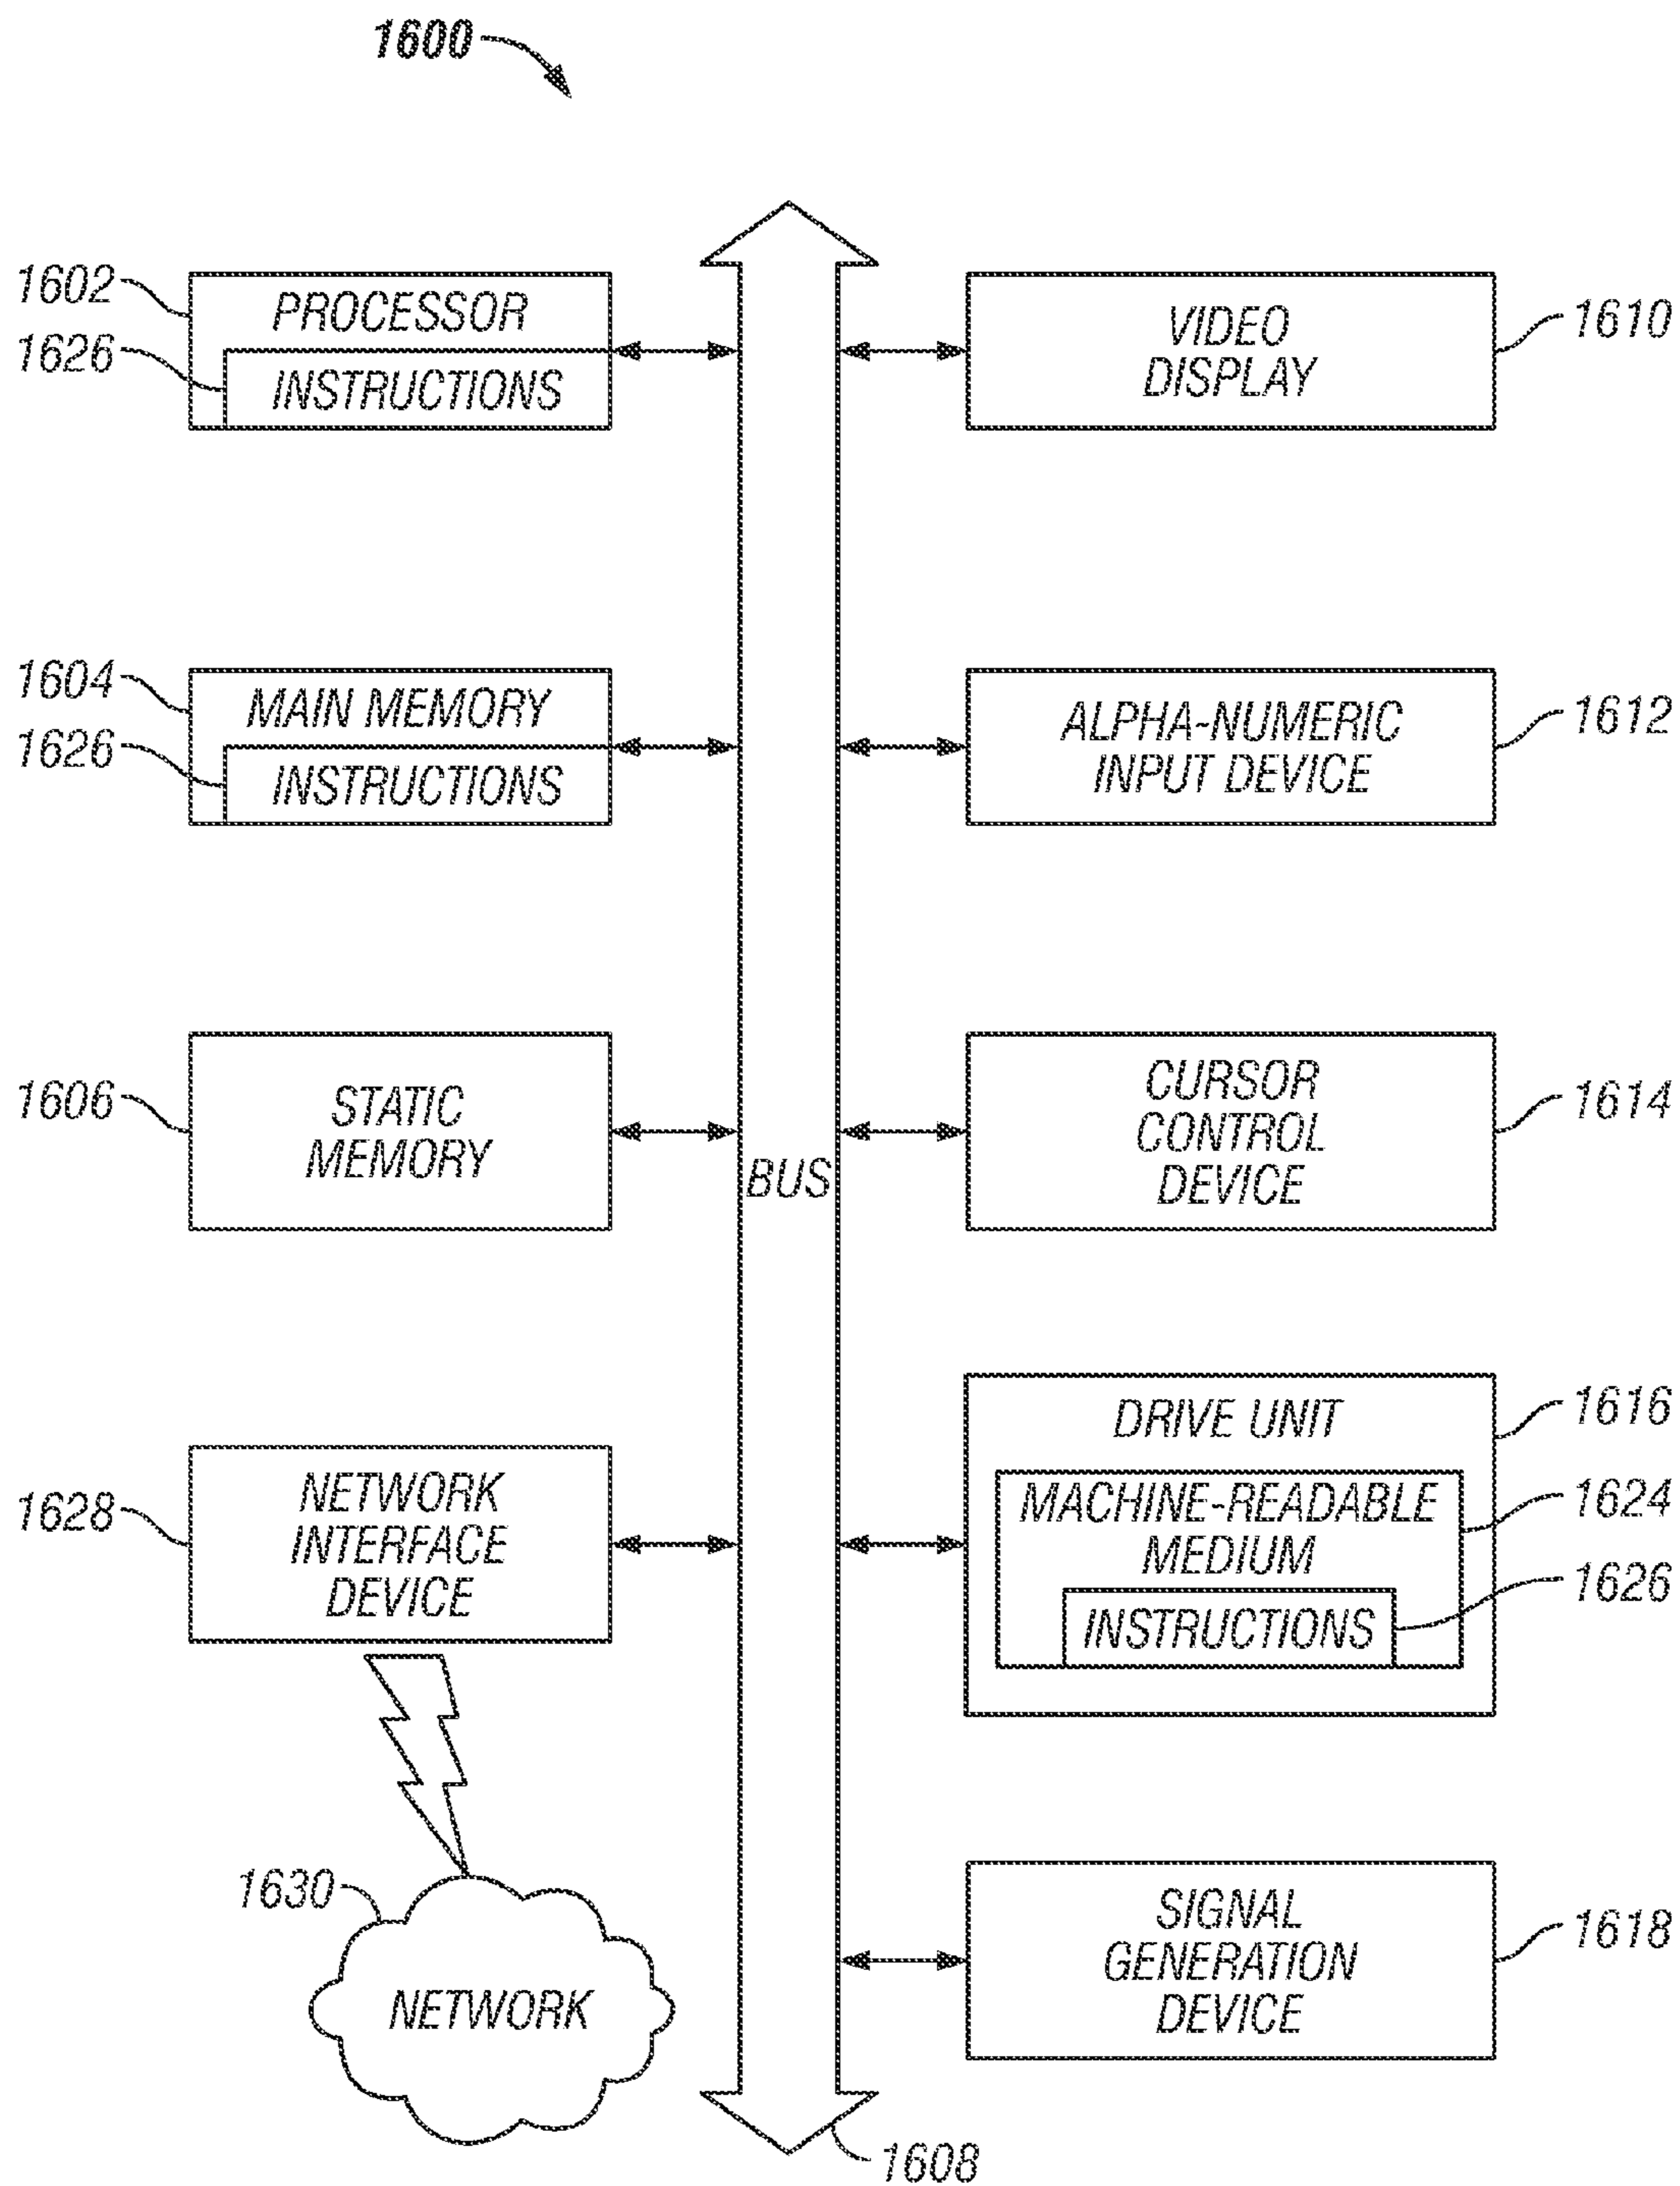 1600
1602
PROCESSOR
1626
INSTRUCTIONS
VIDEO
DISPLAY
1610
1604
MAIN MEMORY
1626
INSTRUCTIONS
ALPHA-NUMERIC
INPUT DEVICE
1612
1606
STATIC
MEMORY
BUS
CURSOR
CONTROL
DEVICE
1614
1628
NETWORK
INTERFACE
DEVICE
DRIVE UNIT
1616
MACHINE-READABLE
MEDIUM
1624
INSTRUCTIONS
1626
1630
NETWORK
SIGNAL
GENERATION
DEVICE
1618
1608